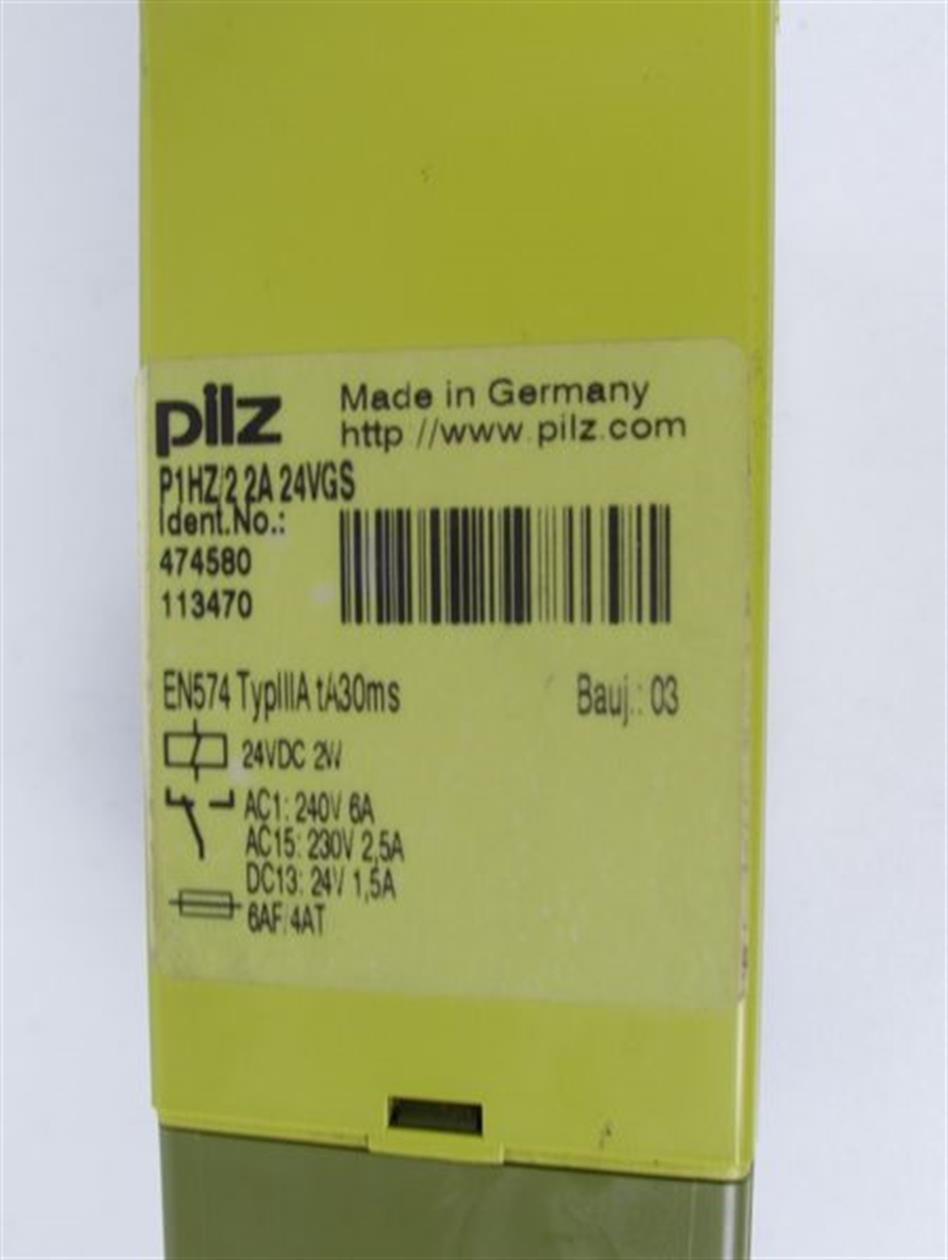 pilz
Made in Germany
http //www.pilz.com
P1HZ/2 2A 24VGS
Ident.No.:
474580
113470
EN574 TypIIIA tA30ms
Bauj.: 03
24VDC 2W
AC1: 240V 6A
AC15: 230V 2,5A
DC13: 24V 1,5A
6AF/4AT